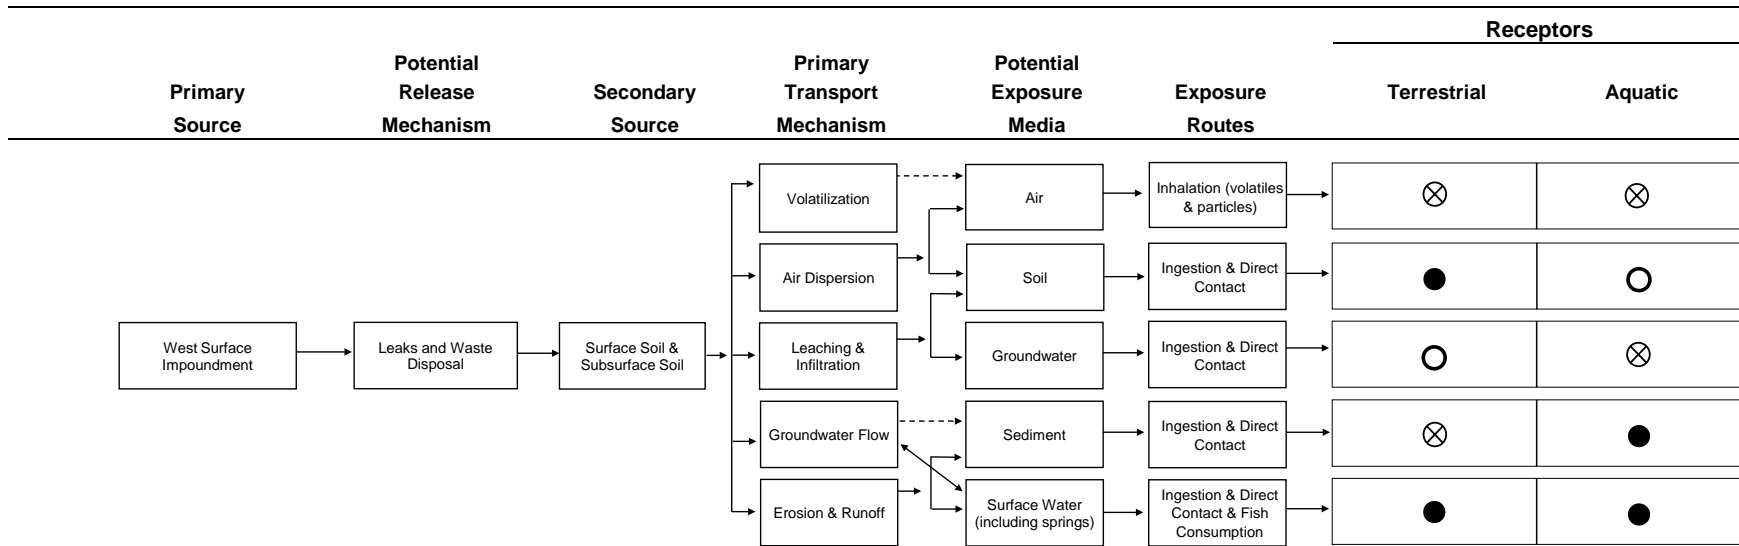 Receptors
Potential
Primary
Potential
Primary
Release
Secondary
Transport
Exposure
Exposure
Terrestrial
Aquatic
Source
Mechanism
Source
Mechanism
Media
Routes
Volatilization
Air
Inhalation (volatiles
& particles)
Air Dispersion
Soil
Ingestion & Direct
Contact
West Surface
Impoundment
Leaks and Waste
Disposal
Surface Soil &
Subsurface Soil
Leaching &
Infiltration
Groundwater
Ingestion & Direct
Contact
Groundwater Flow
Sediment
Ingestion & Direct
Contact
Erosion & Runoff
Surface Water
(including springs)
Ingestion & Direct
Contact & Fish
Consumption